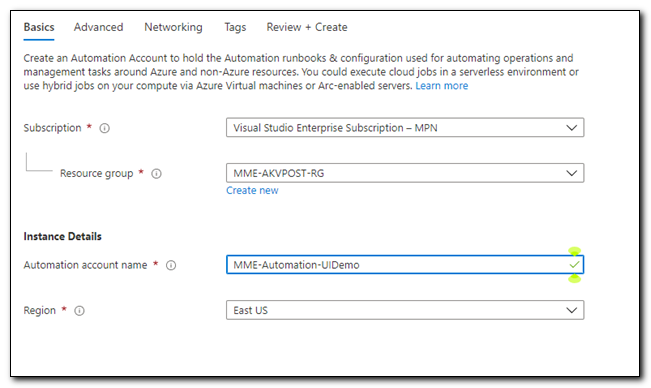 Basics Advanced Networking Tags Review + Create
Create an Automation Account to hold the Automation runbooks & configuration used for automating operations and
management tasks around Azure and non-Azure resources. You could execute cloud jobs in a serverless environment or
use hybrid jobs on your compute via Azure Virtual machines or Arc-enabled servers. Learn more
Subscription * Visual Studio Enterprise Subscription – MPN
Resource group * MME-AKVPOST-RG
Create new
Instance Details
Automation account name * MME-Automation-UIDemo
Region * East US